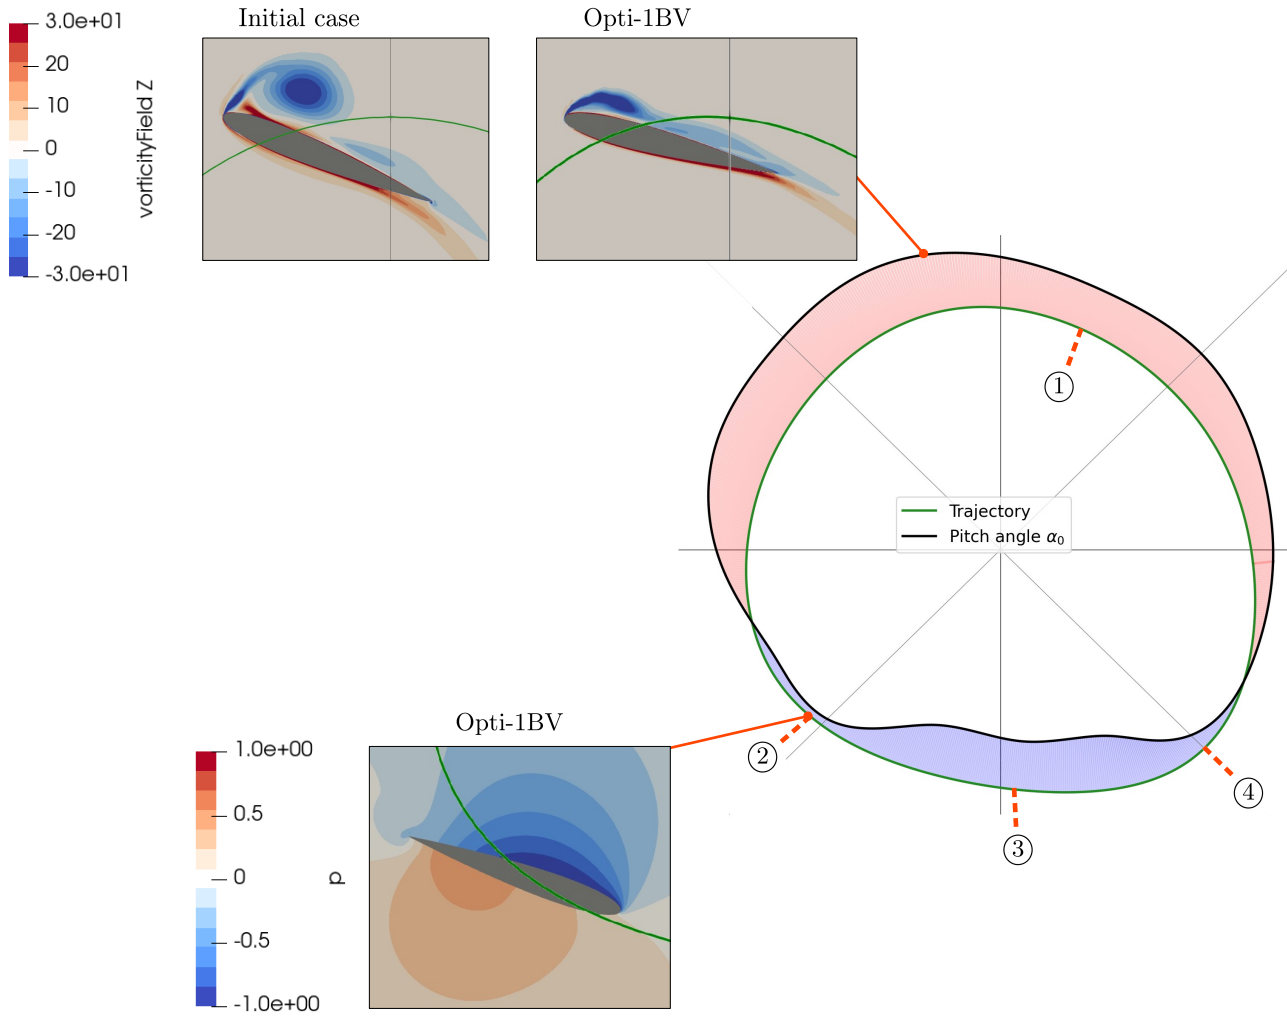 Initial case
Opti-1BV
3.0e+01
20
10
0
-10
-20
-3.0e+01
vorticityField Z
①
Trajectory
Pitch angle α₀
②
③
④
Opti-1BV
1.0e+00
0.5
0
-0.5
-1.0e+00
p